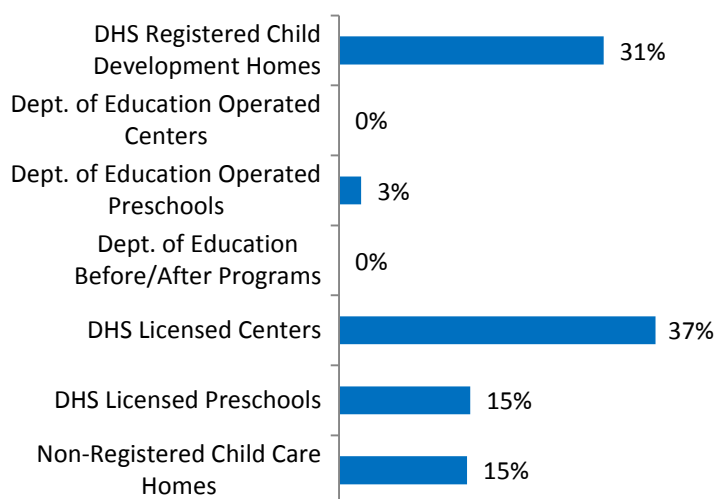 DHS Registered Child
Development Homes
31%
Dept. of Education Operated
Centers
0%
Dept. of Education Operated
Preschools
3%
Dept. of Education
Before/After Programs
0%
DHS Licensed Centers
37%
DHS Licensed Preschools
15%
Non-Registered Child Care
Homes
15%